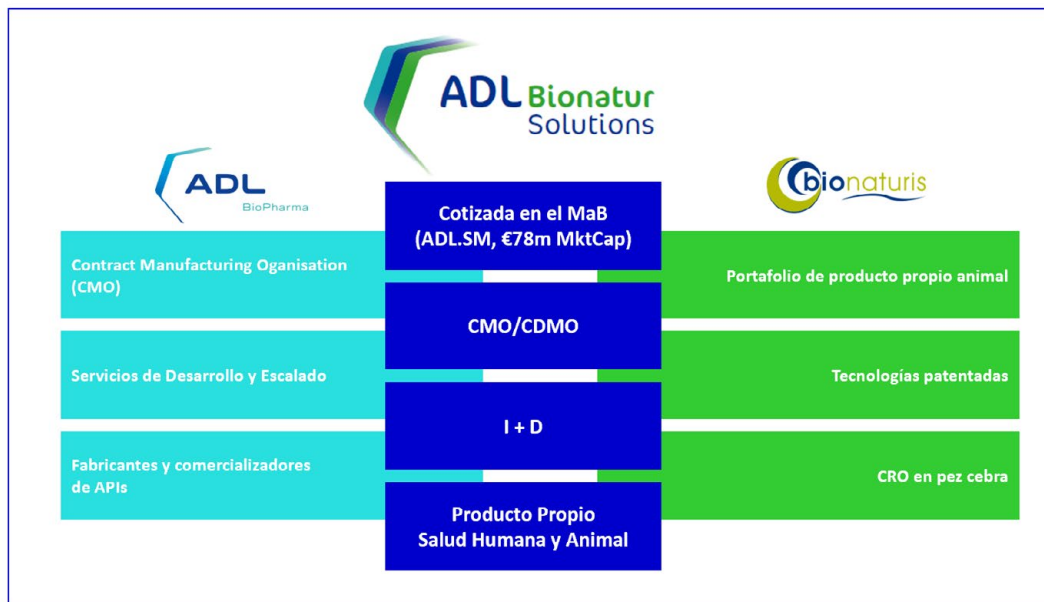 ADL Bionatur
Solutions
ADL
BioPharma
bionaturis
Cotizada en el MaB
(ADL.SM, €78m MktCap)
Contract Manufacturing Oganisation
(CMO)
Portafolio de producto propio animal
CMO/CDMO
Servicios de Desarrollo y Escalado
Tecnologías patentadas
I + D
Fabricantes y comercializadores
de APIs
CRO en pez cebra
Producto Propio
Salud Humana y Animal